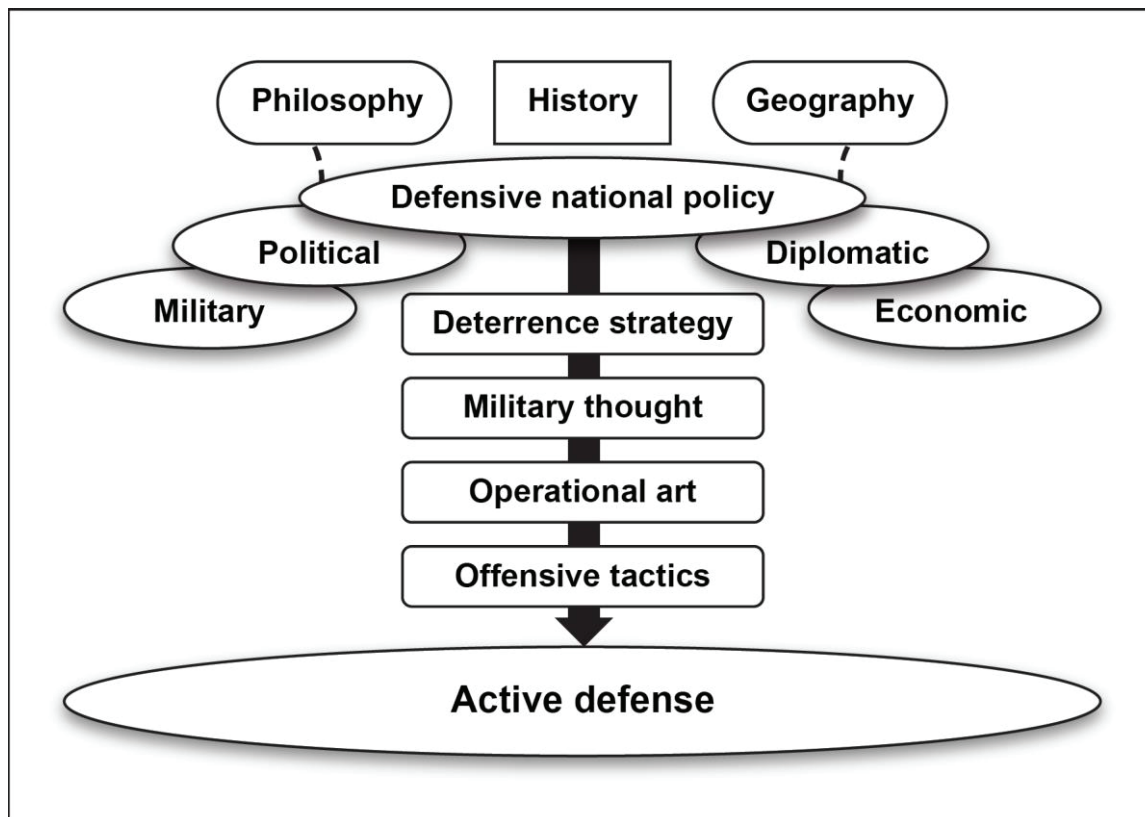 Philosophy
History
Geography
Defensive national policy
Political
Diplomatic
Military
Economic
Deterrence strategy
Military thought
Operational art
Offensive tactics
Active defense